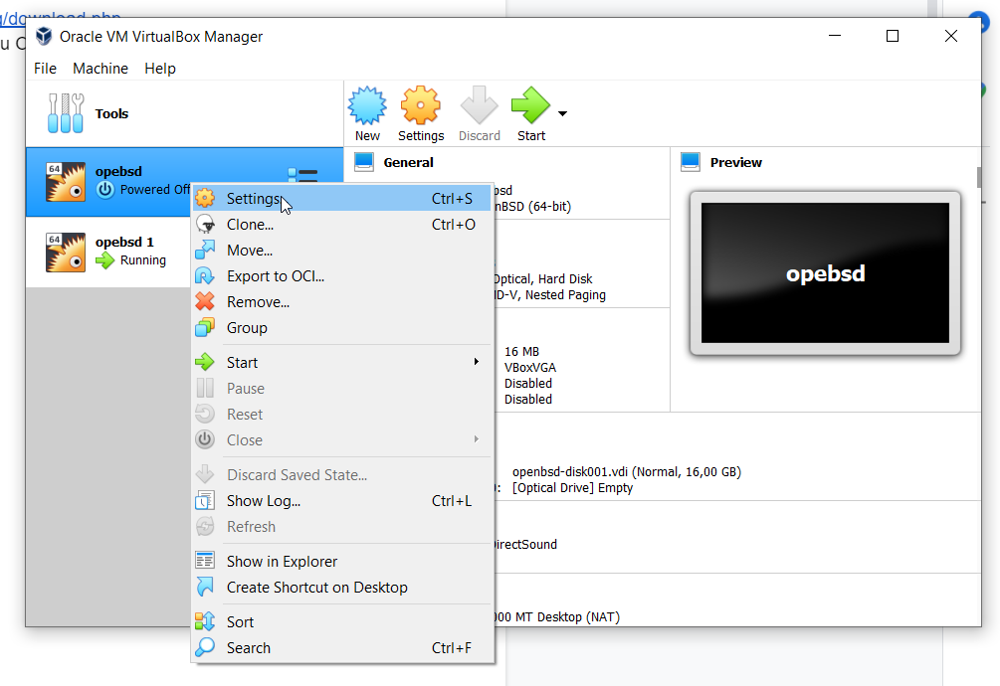 g/download.php
u C
Oracle VM VirtualBox Manager
File Machine Help
Tools
New Settings Discard Start
64
opebsd
Powered Off
64
opebsd 1
Running
Settings... Ctrl+S
Clone... Ctrl+O
Move...
Export to OCI...
Remove...
Group
Start
Pause
Reset
Close
Discard Saved State...
Show Log... Ctrl+L
Refresh
Show in Explorer
Create Shortcut on Desktop
Sort
Search Ctrl+F
General
osd
nBSD (64-bit)
Optical, Hard Disk
D-V, Nested Paging
16 MB
VBoxVGA
Disabled
Disabled
openbsd-disk001.vdi (Normal, 16,00 GB)
[Optical Drive] Empty
DirectSound
000 MT Desktop (NAT)
Preview
opebsd